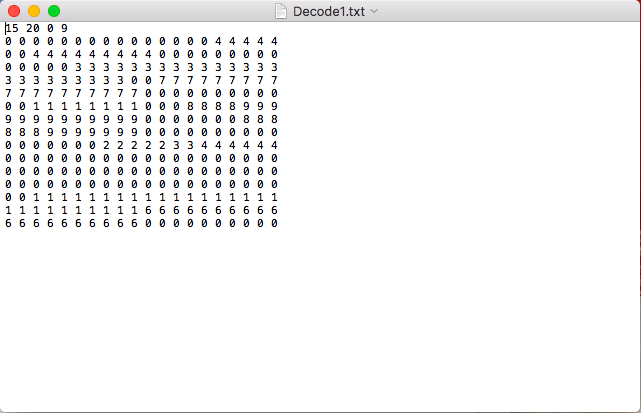 Decode1.txt
15 20 0 9
0 0 0 0 0 0 0 0 0 0 0 0 0 0 0 4 4 4 4 4
0 0 4 4 4 4 4 4 4 4 4 0 0 0 0 0 0 0 0 0
0 0 0 0 0 3 3 3 3 3 3 3 3 3 3 3 3 3 3 3
3 3 3 3 3 3 3 3 3 0 0 7 7 7 7 7 7 7 7 7
7 7 7 7 7 7 7 7 7 7 0 0 0 0 0 0 0 0 0 0
0 0 1 1 1 1 1 1 1 1 0 0 0 8 8 8 8 9 9 9
9 9 9 9 9 9 9 9 9 9 0 0 0 0 0 0 0 8 8 8
8 8 8 9 9 9 9 9 9 9 0 0 0 0 0 0 0 0 0 0
0 0 0 0 0 0 0 2 2 2 2 2 3 3 4 4 4 4 4 4
0 0 0 0 0 0 0 0 0 0 0 0 0 0 0 0 0 0 0 0
0 0 0 0 0 0 0 0 0 0 0 0 0 0 0 0 0 0 0 0
0 0 0 0 0 0 0 0 0 0 0 0 0 0 0 0 0 0 0 0
0 0 1 1 1 1 1 1 1 1 1 1 1 1 1 1 1 1 1 1
1 1 1 1 1 1 1 1 1 1 6 6 6 6 6 6 6 6 6 6
6 6 6 6 6 6 6 6 6 6 0 0 0 0 0 0 0 0 0 0